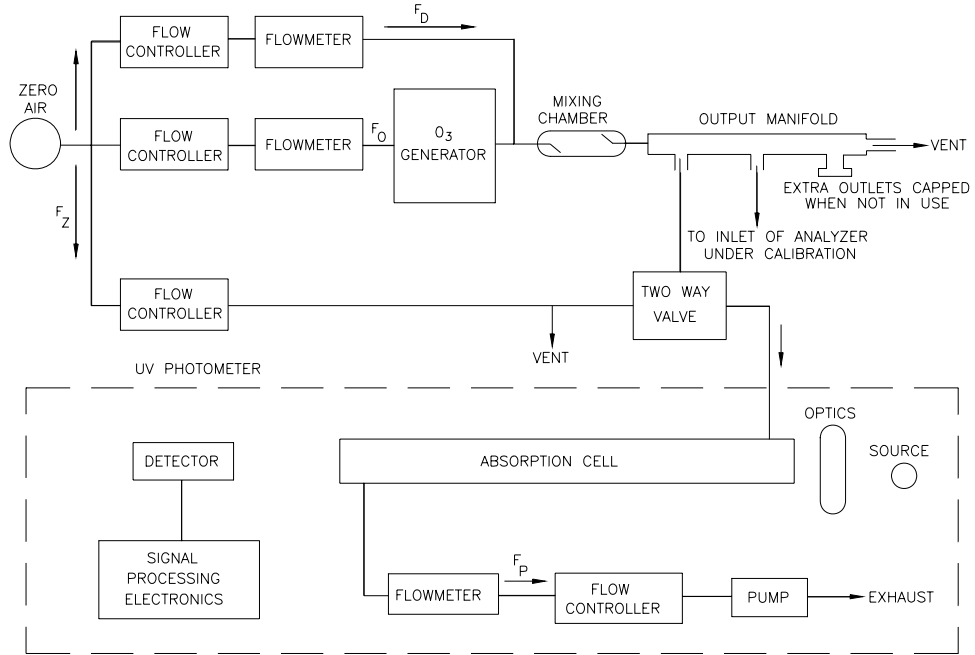 F_D
FLOW
CONTROLLER
FLOWMETER
ZERO
AIR
FLOW
CONTROLLER
FLOWMETER
F_O
O_3
GENERATOR
MIXING
CHAMBER
OUTPUT MANIFOLD
VENT
EXTRA OUTLETS CAPPED
WHEN NOT IN USE
F_Z
TO INLET OF ANALYZER
UNDER CALIBRATION
FLOW
CONTROLLER
TWO WAY
VALVE
VENT
UV PHOTOMETER
OPTICS
SOURCE
DETECTOR
ABSORPTION CELL
SIGNAL
PROCESSING
ELECTRONICS
FLOWMETER
F_P
FLOW
CONTROLLER
PUMP
EXHAUST